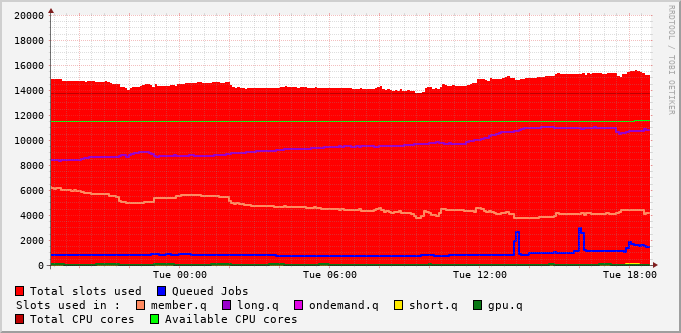 RRDTOOL / TOBI OETIKER
20000
18000
16000
14000
12000
10000
8000
6000
4000
2000
0
Tue 00:00 Tue 06:00 Tue 12:00 Tue 18:00
Total slots used Queued Jobs
Slots used in : member.q long.q ondemand.q short.q gpu.q
Total CPU cores Available CPU cores